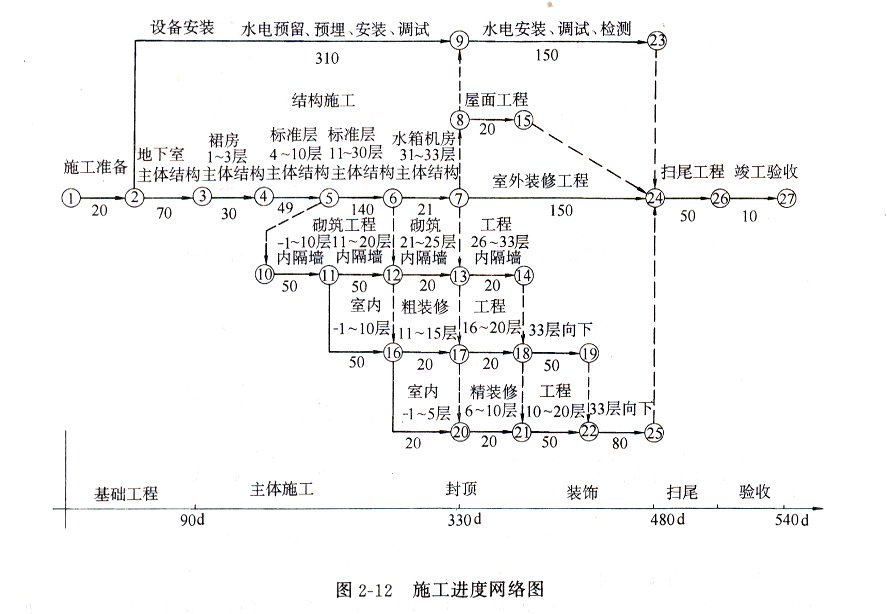 设备安装 水电预留、预埋、安装、调试 ⑨ 水电安装、调试、检测 ㉓
310 150
结构施工 ⑧ 屋面工程 ⑮
20
施工准备 地下室 裙房 标准层 标准层 水箱机房
1~3层 4~10层 11~30层 31~33层 室外装修工程 扫尾工程 竣工验收
主体结构 主体结构 主体结构 主体结构 主体结构
① ② ③ ④ ⑤ ⑥ ⑦ ㉔ ㉖ ㉗
20 70 30 49 140 21 150 50 10
砌筑工程 砌筑 工程
-1~10层 11~20层 21~25层 26~33层
内隔墙 内隔墙 内隔墙 内隔墙
⑩ ⑪ ⑫ ⑬ ⑭
50 50 20 20
室内 粗装修 工程
-1~10层 11~15层 16~20层 33层向下
⑯ ⑰ ⑱ ⑲
50 20 20 50
室内 精装修 工程
-1~5层 6~10层 10~20层 33层向下
⑳ ㉑ ㉒ ㉕
20 20 50 80
基础工程 主体施工 封顶 装饰 扫尾 验收
90d 330d 480d 540d
图 2-12 施工进度网络图